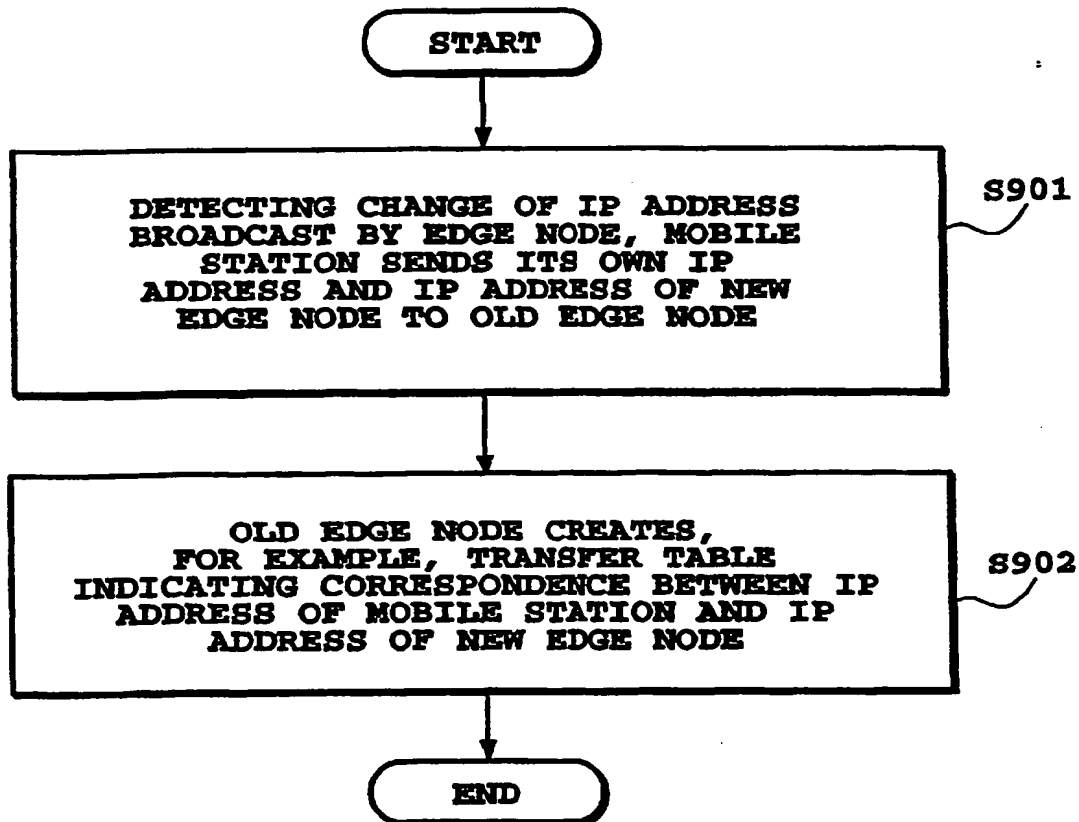 START
DETECTING CHANGE OF IP ADDRESS
BROADCAST BY EDGE NODE, MOBILE
STATION SENDS ITS OWN IP
ADDRESS AND IP ADDRESS OF NEW
EDGE NODE TO OLD EDGE NODE
S901
OLD EDGE NODE CREATES,
FOR EXAMPLE, TRANSFER TABLE
INDICATING CORRESPONDENCE BETWEEN IP
ADDRESS OF MOBILE STATION AND IP
ADDRESS OF NEW EDGE NODE
S902
END